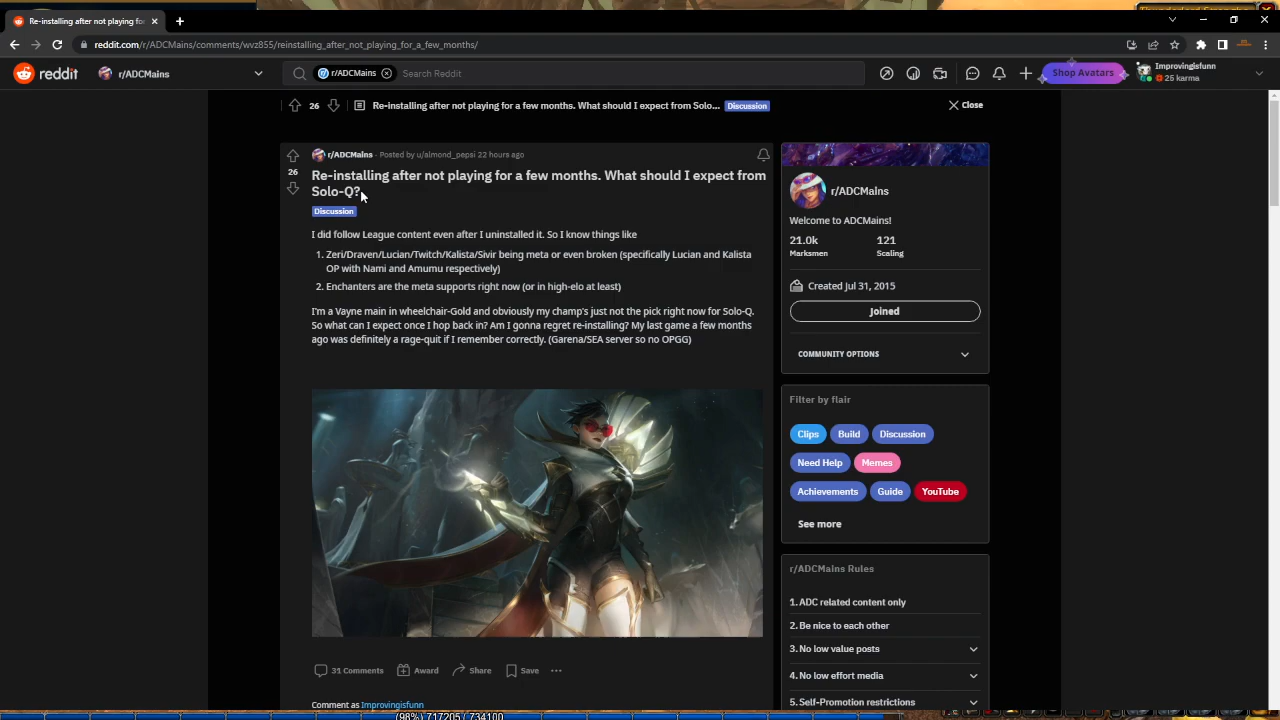 Re-installing after not playing for
reddit.com/r/ADCMains/comments/wvz855/reinstalling_after_not_playing_for_a_few_months/
reddit
r/ADCMains
r/ADCMains
Search Reddit
Shop Avatars
Improvingisfunn
25 karma
26
Re-installing after not playing for a few months. What should I expect from Solo...
Discussion
Close
r/ADCMains · Posted by u/almond_pepsi 22 hours ago
26
Re-installing after not playing for a few months. What should I expect from
Solo-Q?
Discussion
I did follow League content even after I uninstalled it. So I know things like
1. Zeri/Draven/Lucian/Twitch/Kalista/Sivir being meta or even broken (specifically Lucian and Kalista
OP with Nami and Amumu respectively)
2. Enchanters are the meta supports right now (or in high-elo at least)
I'm a Vayne main in wheelchair-Gold and obviously my champ's just not the pick right now for Solo-Q.
So what can I expect once I hop back in? Am I gonna regret re-installing? My last game a few months
ago was definitely a rage-quit if I remember correctly. (Garena/SEA server so no OPGG)
31 Comments
Award
Share
Save
Comment as Improvingisfunn
r/ADCMains
Welcome to ADCMains!
21.0k
121
Marksmen
Scaling
Created Jul 31, 2015
Joined
COMMUNITY OPTIONS
Filter by flair
Clips
Build
Discussion
Need Help
Memes
Achievements
Guide
YouTube
See more
r/ADCMains Rules
1. ADC related content only
2. Be nice to each other
3. No low value posts
4. No low effort media
5. Self-Promotion restrictions
(98%) 717205 / 734100